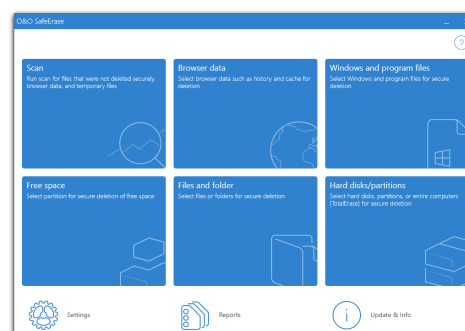 O&O SafeErase
?
Scan
Run scan for files that were not deleted securely,
browser data, and temporary files
Browser data
Select browser data such as history and cache for
deletion
Windows and program files
Select Windows and program files for secure
deletion
Free space
Select partition for secure deletion of free space
Files and folder
Select files or folders for secure deletion
Hard disks/partitions
Select hard disks, partitions, or entire computers
(TotalErase) for secure deletion
Settings
Reports
Update & Info